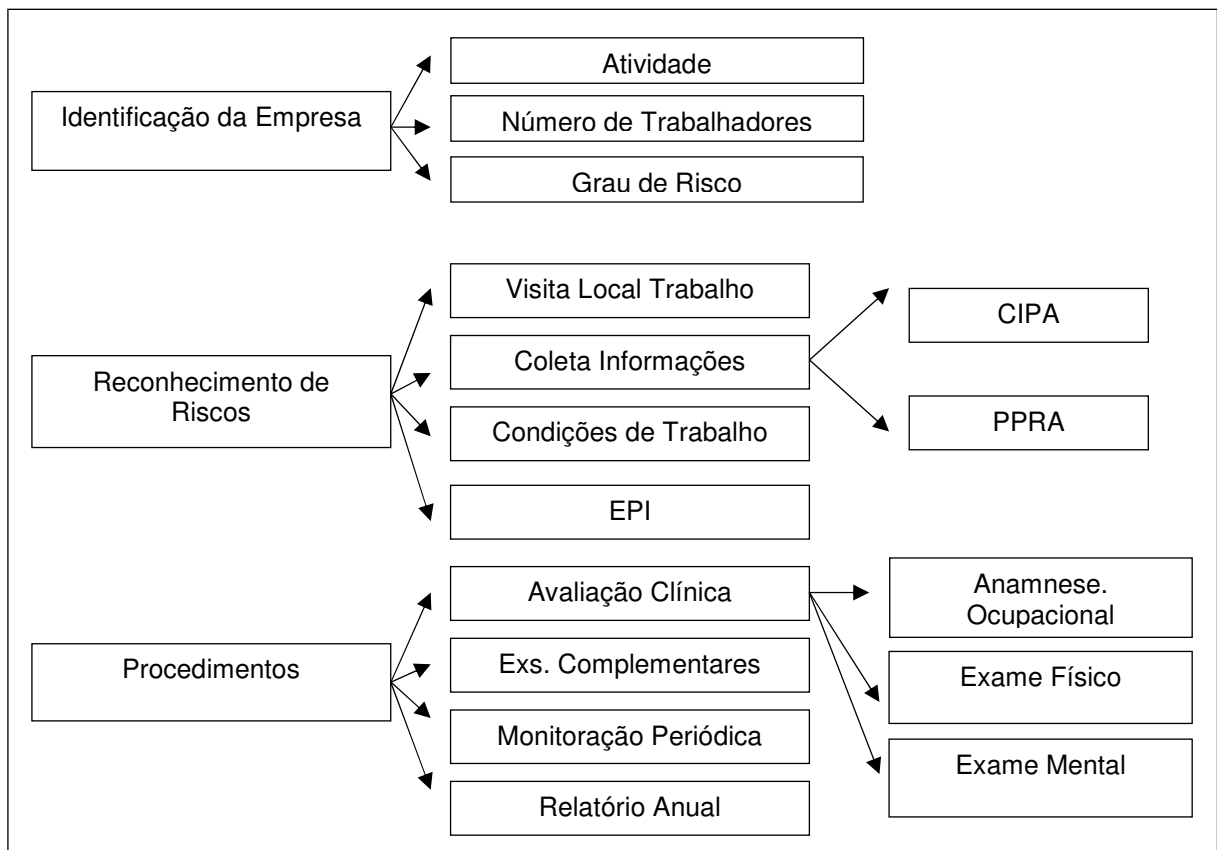 Identificação da Empresa
Atividade
Número de Trabalhadores
Grau de Risco
Reconhecimento de
Riscos
Visita Local Trabalho
Coleta Informações
Condições de Trabalho
EPI
CIPA
PPRA
Procedimentos
Avaliação Clínica
Exs. Complementares
Monitoração Periódica
Relatório Anual
Anamnese.
Ocupacional
Exame Físico
Exame Mental